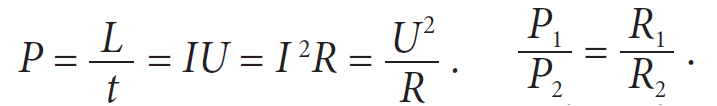 P = L/t = IU = I²R = U²/R . P₁/P₂ = R₁/R₂ .